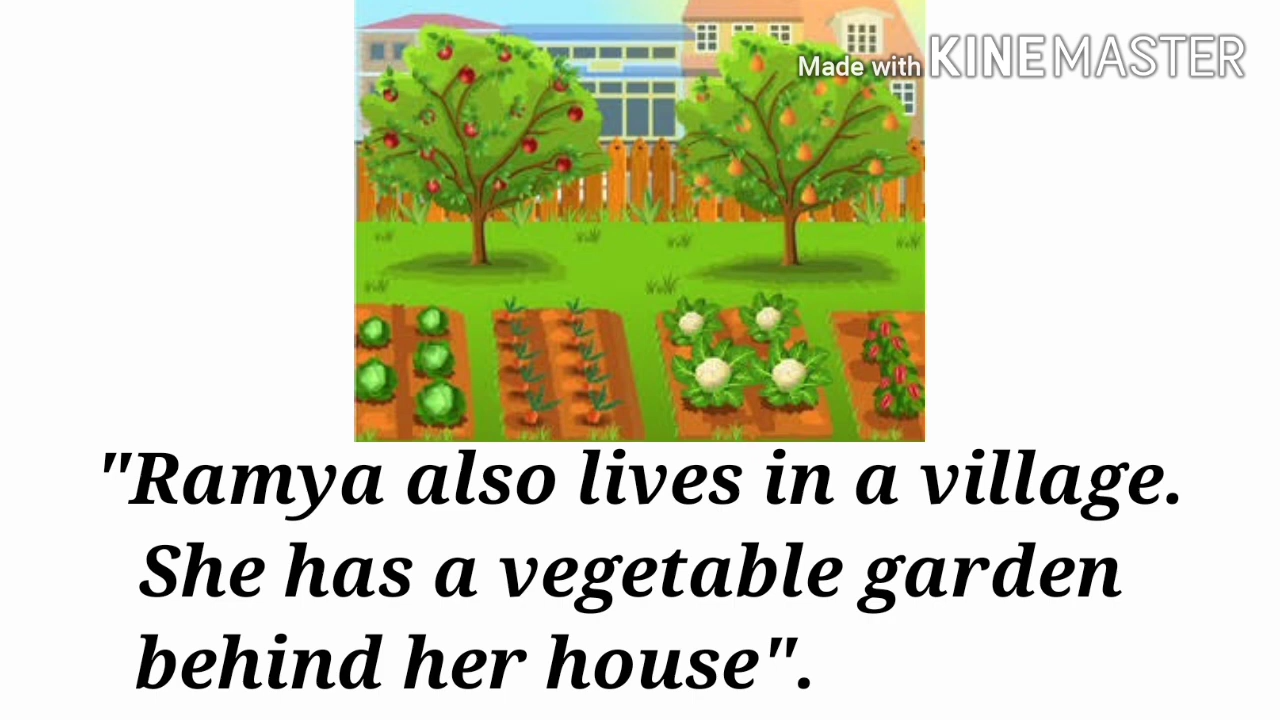 Made with KINEMASTER
"Ramya also lives in a village.
She has a vegetable garden
behind her house".